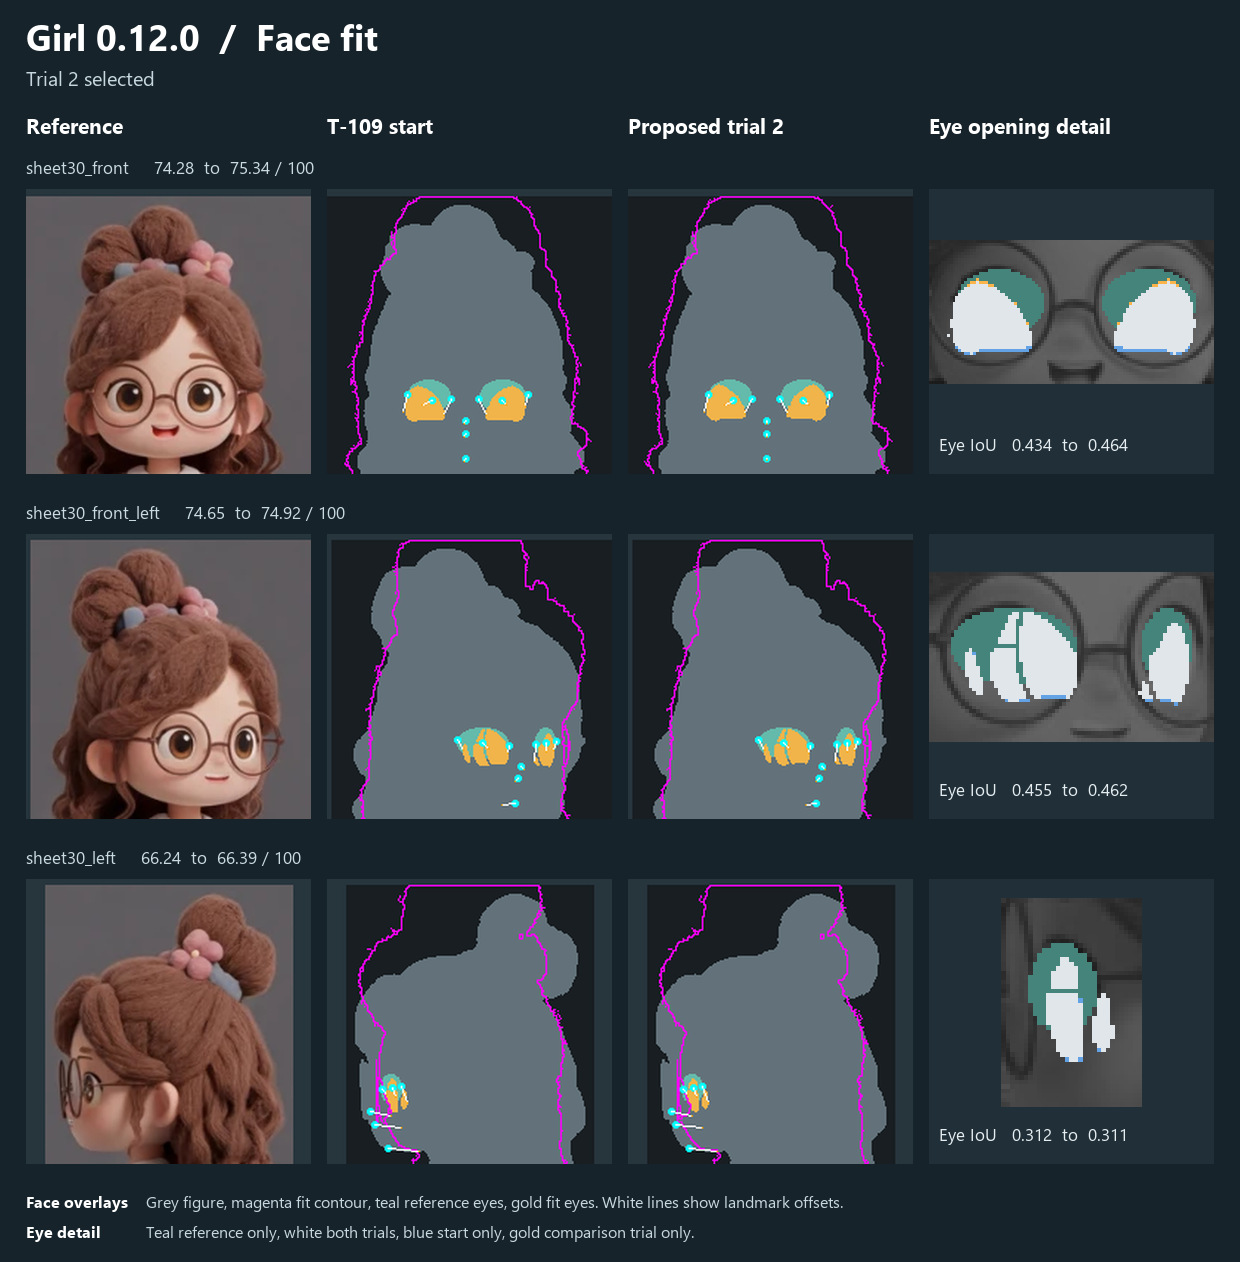 Girl 0.12.0 / Face fit
Trial 2 selected
Reference T-109 start Proposed trial 2 Eye opening detail
sheet30_front 74.28 to 75.34 / 100
Eye IoU 0.434 to 0.464
sheet30_front_left 74.65 to 74.92 / 100
Eye IoU 0.455 to 0.462
sheet30_left 66.24 to 66.39 / 100
Eye IoU 0.312 to 0.311
Face overlays Grey figure, magenta fit contour, teal reference eyes, gold fit eyes. White lines show landmark offsets.
Eye detail Teal reference only, white both trials, blue start only, gold comparison trial only.